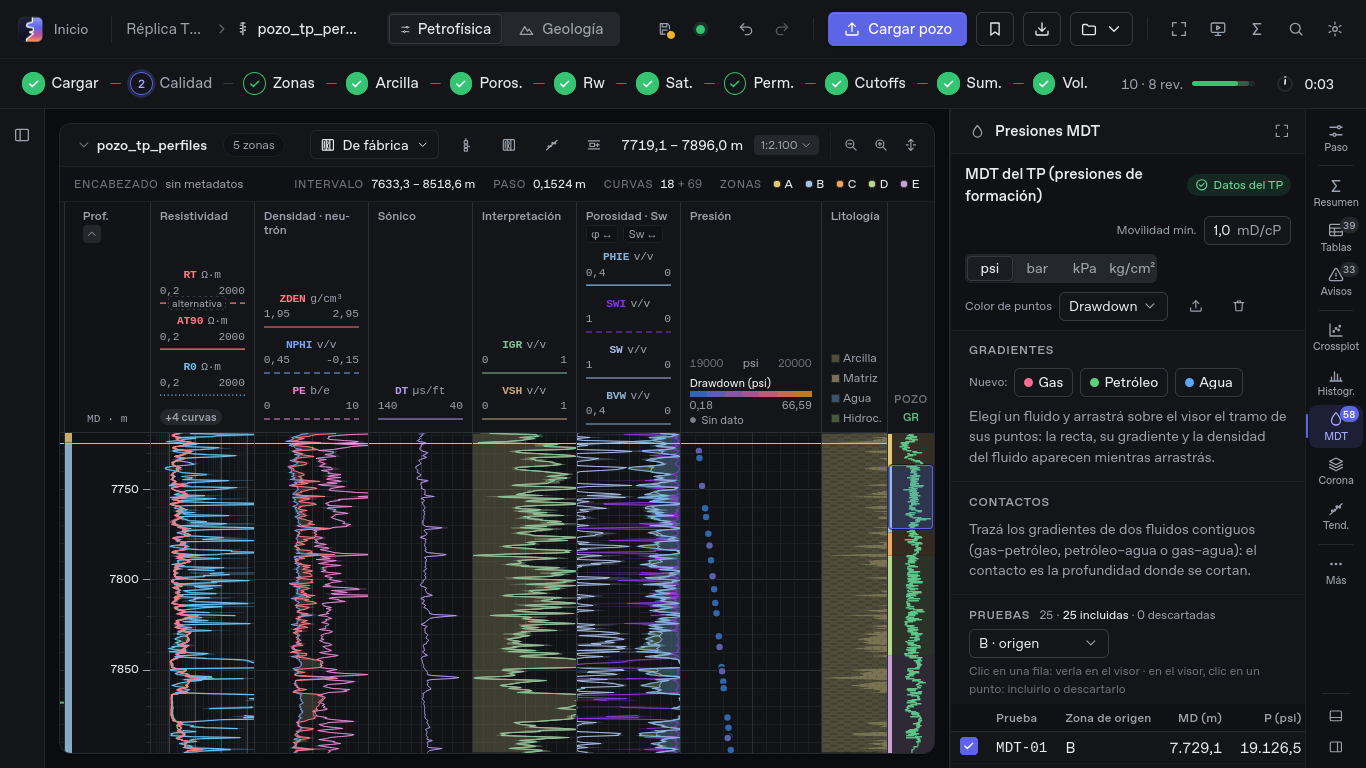 Inicio
Réplica T...
pozo_tp_per...
Petrofísica
Geología
Cargar pozo
Cargar
2
Calidad
Zonas
Arcilla
Poros.
Rw
Sat.
Perm.
Cutoffs
Sum.
Vol.
10 · 8 rev.
0:03
pozo_tp_perfiles
5 zonas
De fábrica
7719,1 – 7896,0 m
1:2.100
ENCABEZADO sin metadatos
INTERVALO 7633,3 – 8518,6 m
PASO 0,1524 m
CURVAS 18 + 69
ZONAS A B C D E
Prof.
MD · m
Resistividad
RT Ω·m
0,2 2000
alternativa
AT90 Ω·m
0,2 2000
R0 Ω·m
0,2 2000
+4 curvas
Densidad · neu-
trón
ZDEN g/cm³
1,95 2,95
NPHI v/v
0,45 -0,15
PE b/e
0 10
Sónico
DT µs/ft
140 40
Interpretación
IGR v/v
0 1
VSH v/v
0 1
Porosidad · Sw
φ ↔ Sw ↔
PHIE v/v
0,4 0
SWI v/v
1 0
SW v/v
1 0
BVW v/v
0,4 0
Presión
19000 psi 20000
Drawdown (psi)
0,18 66,59
Sin dato
Litología
Arcilla
Matriz
Agua
Hidroc.
POZO
GR
7750
7800
7850
Presiones MDT
MDT del TP (presiones de
formación)
Datos del TP
Movilidad mín. 1,0 mD/cP
psi bar kPa kg/cm²
Color de puntos Drawdown
GRADIENTES
Nuevo: Gas Petróleo Agua
Elegí un fluido y arrastrá sobre el visor el tramo de
sus puntos: la recta, su gradiente y la densidad
del fluido aparecen mientras arrastrás.
CONTACTOS
Trazá los gradientes de dos fluidos contiguos
(gas–petróleo, petróleo–agua o gas–agua): el
contacto es la profundidad donde se cortan.
PRUEBAS 25 · 25 incluidas · 0 descartadas
B · origen
Clic en una fila: verla en el visor · en el visor, clic en un
punto: incluirlo o descartarlo
Prueba Zona de origen MD (m) P (psi)
MDT-01 B 7.729,1 19.126,5
Paso
Resumen
39
Tablas
33
Avisos
Crossplot
Histogr.
58
MDT
Corona
Tend.
Más